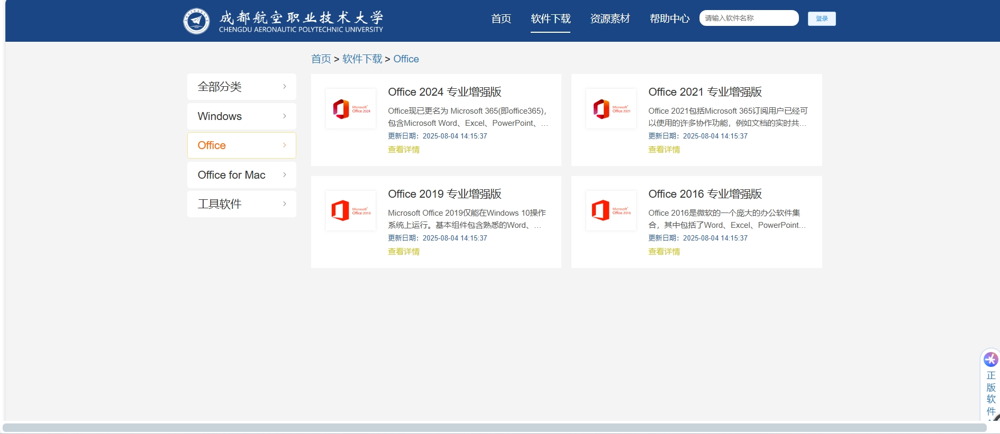 成都航空职业技术大学
CHENGDU AERONAUTIC POLYTECHNIC UNIVERSITY
首页 软件下载 资源素材 帮助中心 请输入软件名称 登录
首页 > 软件下载 > Office
全部分类
Windows
Office
Office for Mac
工具软件
Microsoft
Office 2024
Office 2024 专业增强版
Office现已更名为 Microsoft 365(即office365)，
包含Microsoft Word、Excel、PowerPoint、…
更新日期：2025-08-04 14:15:37
查看详情
Microsoft
Office 2021
Office 2021 专业增强版
Office 2021包括Microsoft 365订阅用户已经可
以使用的许多协作功能，例如文档的实时共…
更新日期：2025-08-04 14:15:37
查看详情
Microsoft
Office 2019
Office 2019 专业增强版
Microsoft Office 2019仅能在Windows 10操作
系统上运行。基本组件包含熟悉的Word、…
更新日期：2025-08-04 14:15:37
查看详情
Microsoft
Office 2016
Office 2016 专业增强版
Office 2016是微软的一个庞大的办公软件集
合，其中包括了Word、Excel、PowerPoint…
更新日期：2025-08-04 14:15:37
查看详情
正版软件